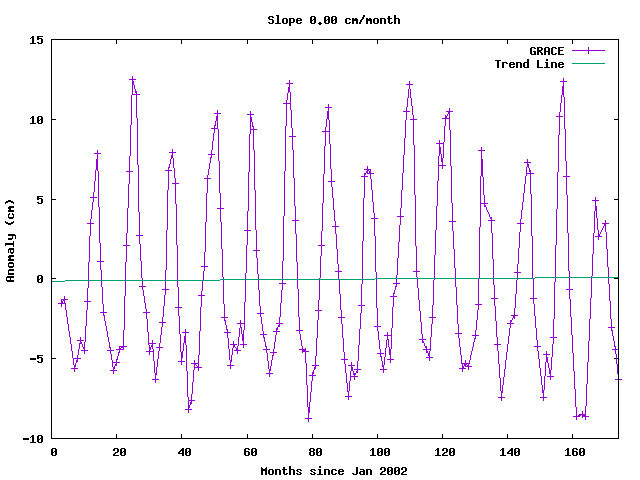 Slope 0.00 cm/month
GRACE
Trend Line
15
10
5
0
-5
-10
Anomaly (cm)
0 20 40 60 80 100 120 140 160
Months since Jan 2002